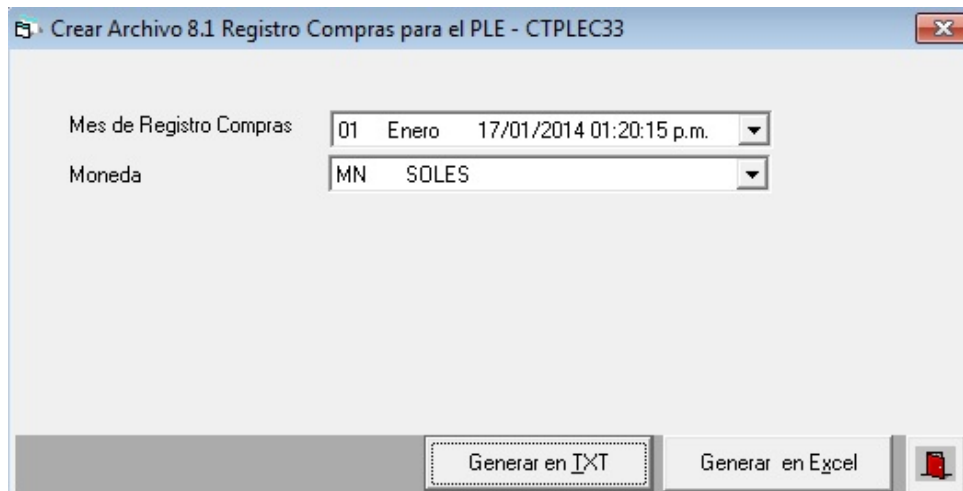 Crear Archivo 8.1 Registro Compras para el PLE - CTPLEC33
Mes de Registro Compras 01 Enero 17/01/2014 01:20:15 p.m.
Moneda MN SOLES
Generar en TXT Generar en Excel